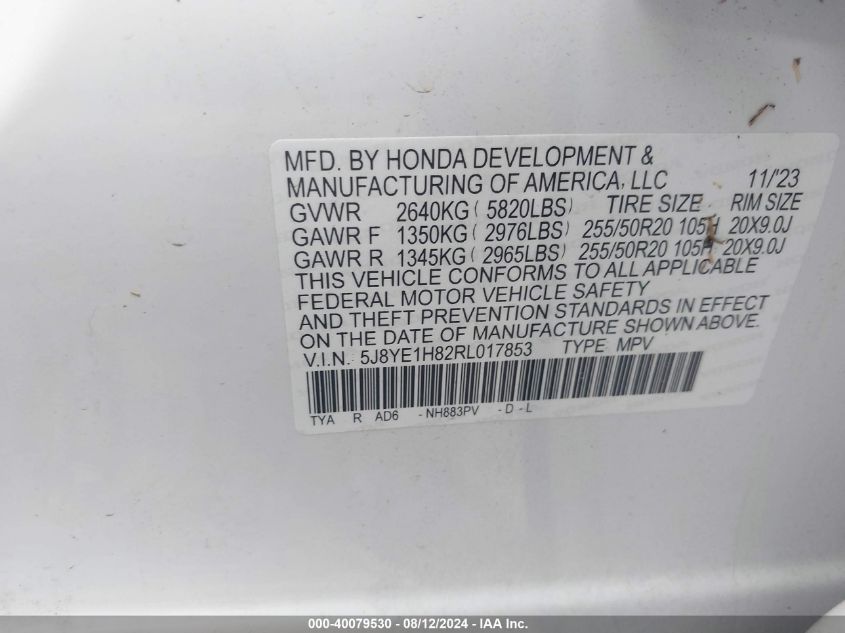 MFD. BY HONDA DEVELOPMENT &
MANUFACTURING OF AMERICA, LLC 11/'23
GVWR 2640KG ( 5820LBS) TIRE SIZE RIM SIZE
GAWR F 1350KG ( 2976LBS) 255/50R20 105H 20X9.0J
GAWR R 1345KG ( 2965LBS) 255/50R20 105H 20X9.0J
THIS VEHICLE CONFORMS TO ALL APPLICABLE
FEDERAL MOTOR VEHICLE SAFETY
AND THEFT PREVENTION STANDARDS IN EFFECT
ON THE DATE OF MANUFACTURE SHOWN ABOVE.
V.I.N. 5J8YE1H82RL017853 TYPE MPV
TYA R AD6 - NH883PV - D - L
000-40079530 - 08/12/2024 - IAA Inc.